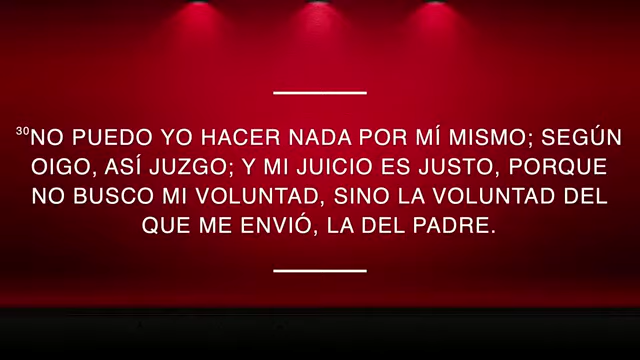 ³⁰NO PUEDO YO HACER NADA POR MÍ MISMO; SEGÚN
OIGO, ASÍ JUZGO; Y MI JUICIO ES JUSTO, PORQUE
NO BUSCO MI VOLUNTAD, SINO LA VOLUNTAD DEL
QUE ME ENVIÓ, LA DEL PADRE.